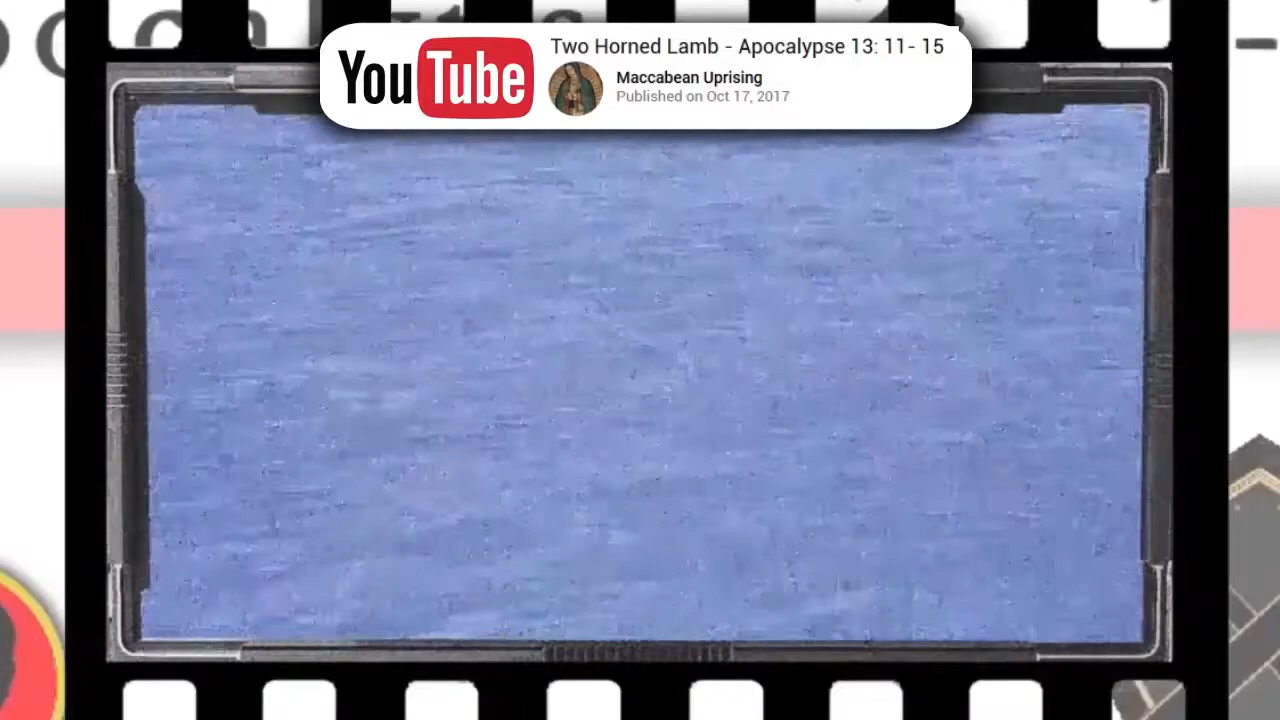 YouTube
Two Horned Lamb - Apocalypse 13: 11- 15
Maccabean Uprising
Published on Oct 17, 2017